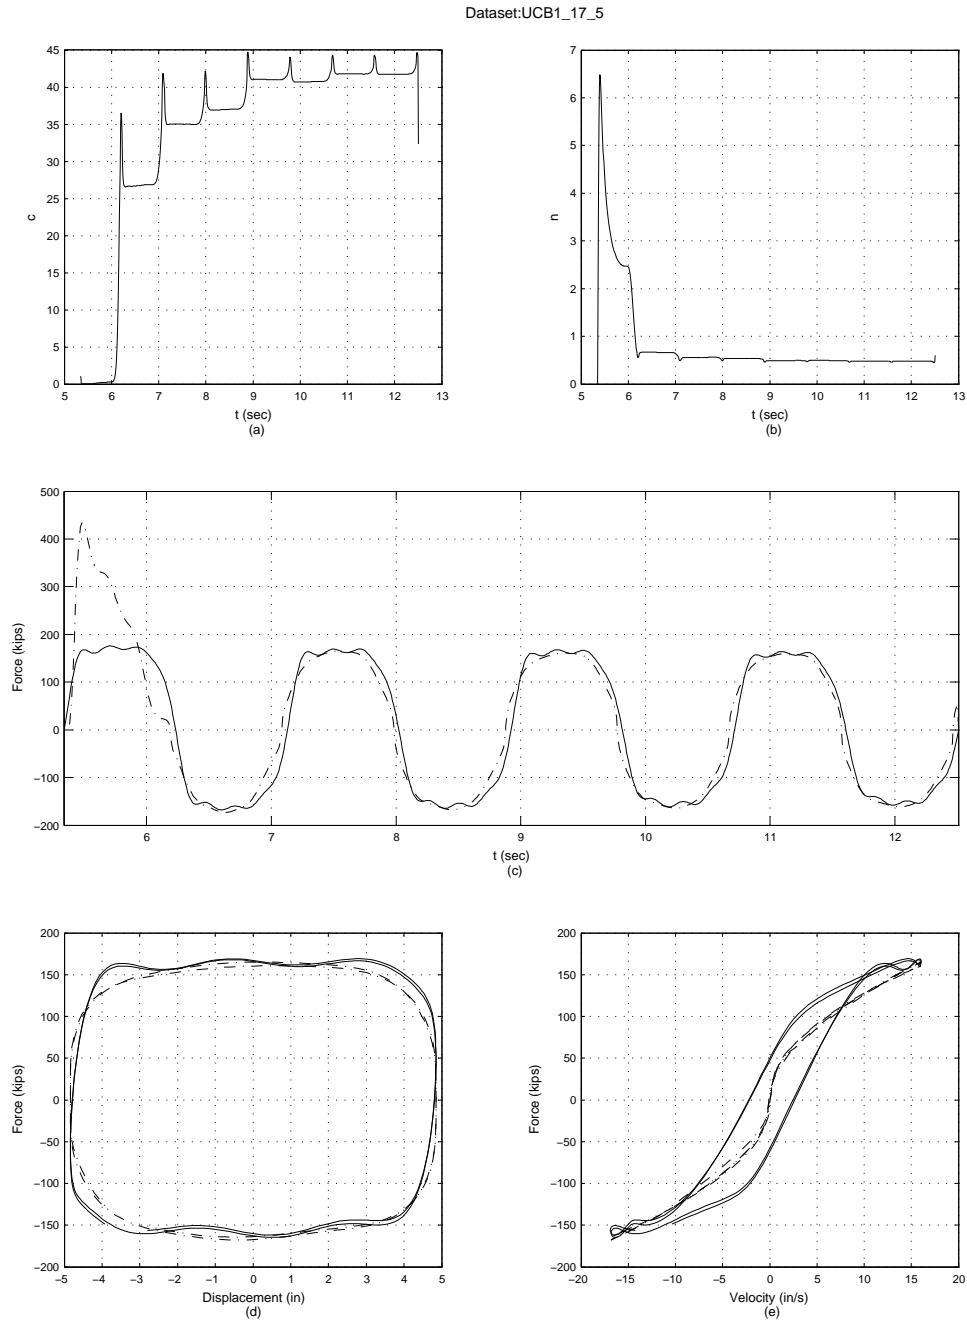 Dataset:UCB1_17_5
45
40
35
30
25
20
15
10
5
0
c
5 6 7 8 9 10 11 12 13
t (sec)
(a)
7
6
5
4
3
2
1
0
n
5 6 7 8 9 10 11 12 13
t (sec)
(b)
500
400
300
200
100
0
−100
−200
Force (kips)
6 7 8 9 10 11 12
t (sec)
(c)
200
150
100
50
0
−50
−100
−150
−200
Force (kips)
−5 −4 −3 −2 −1 0 1 2 3 4 5
Displacement (in)
(d)
200
150
100
50
0
−50
−100
−150
−200
Force (kips)
−20 −15 −10 −5 0 5 10 15 20
Velocity (in/s)
(e)